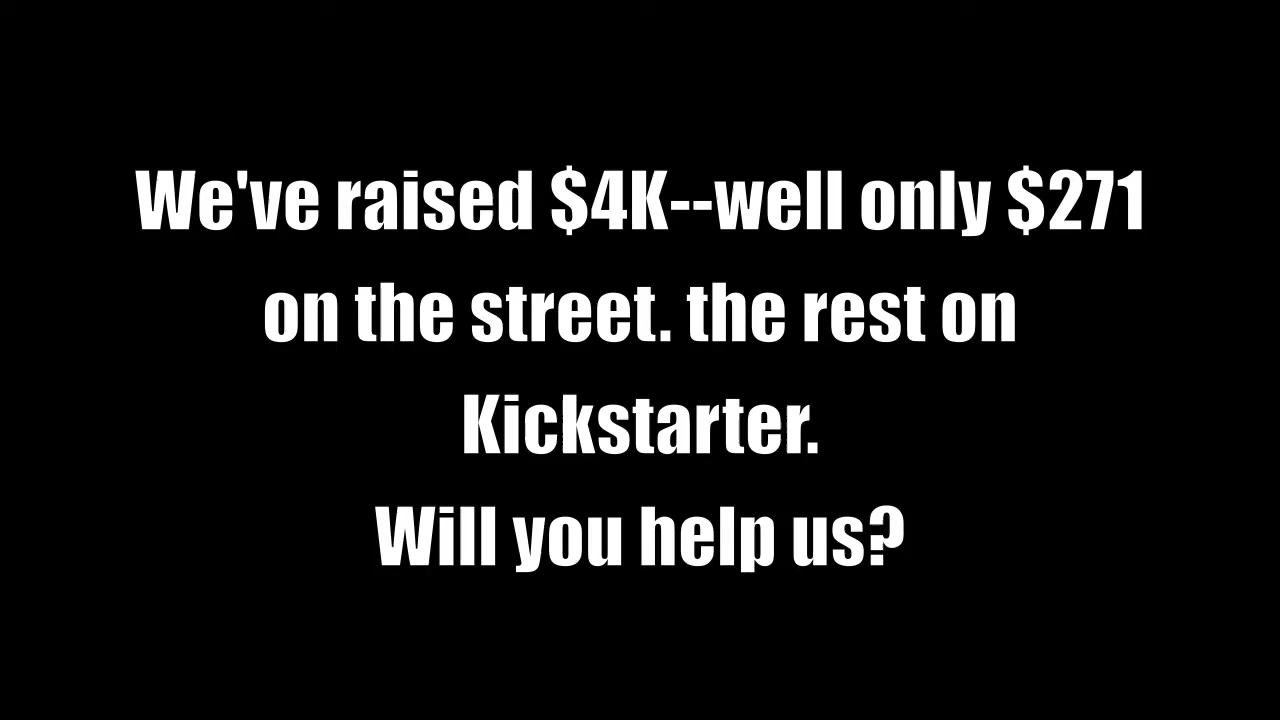 We've raised $4K--well only $271
on the street. the rest on
Kickstarter.
Will you help us?